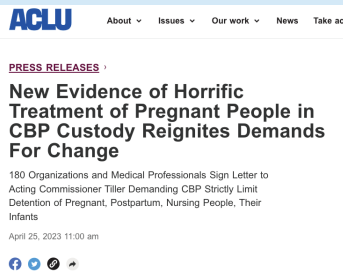 ACLU
About Issues Our work News Take ac
PRESS RELEASES ›
New Evidence of Horrific
Treatment of Pregnant People in
CBP Custody Reignites Demands
For Change
180 Organizations and Medical Professionals Sign Letter to
Acting Commissioner Tiller Demanding CBP Strictly Limit
Detention of Pregnant, Postpartum, Nursing People, Their
Infants
April 25, 2023 11:00 am